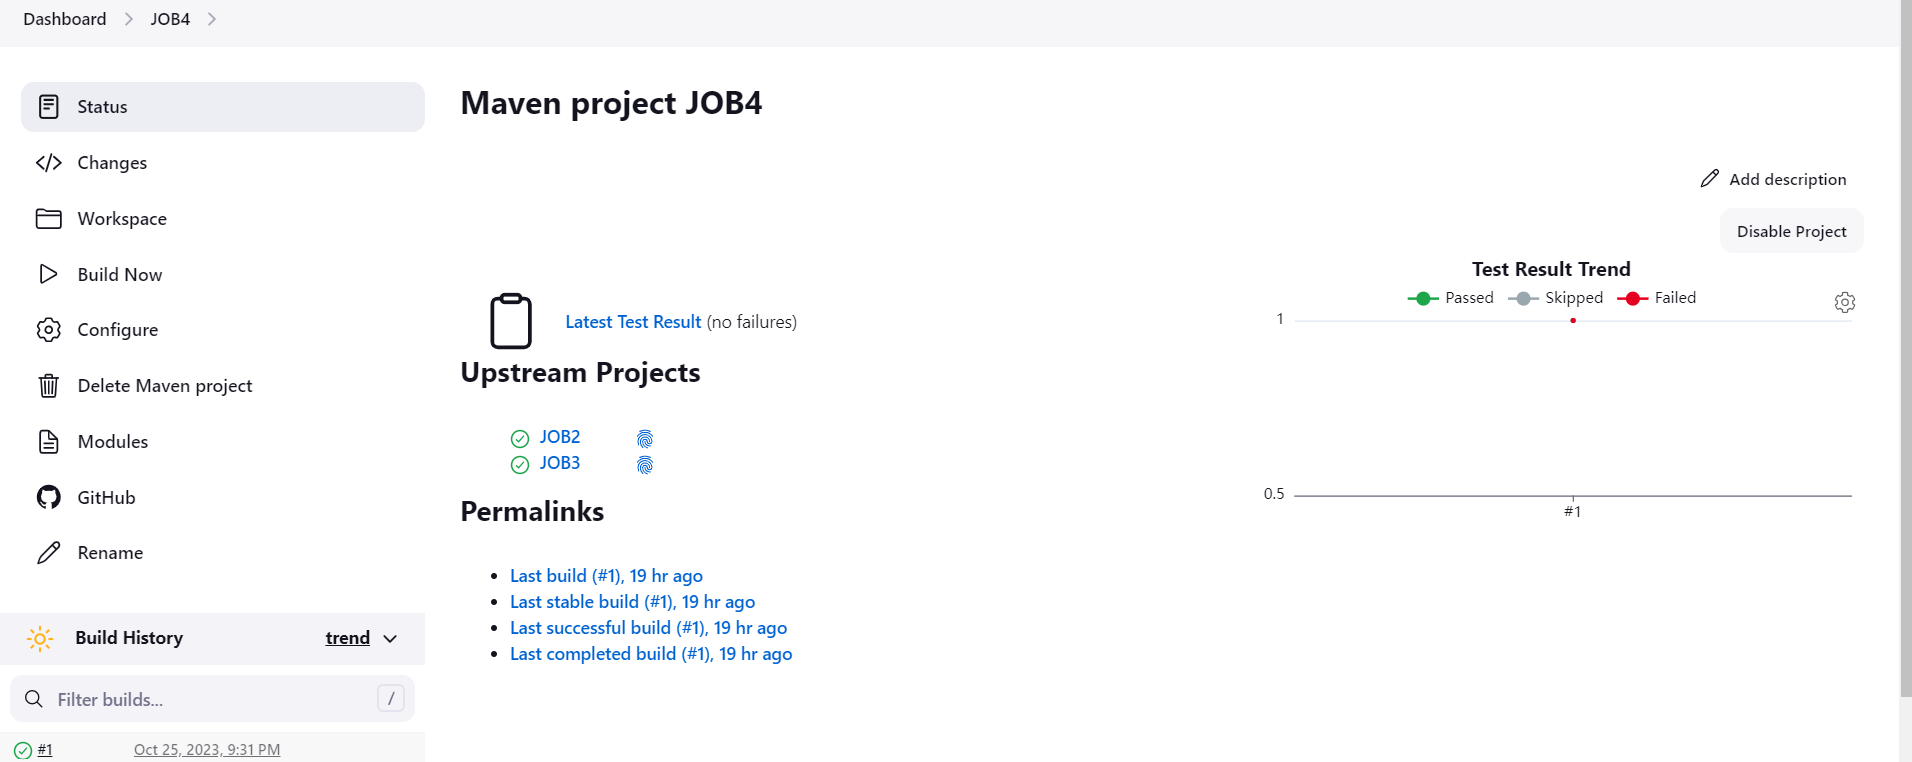 Dashboard
JOB4
Status
Changes
Workspace
Build Now
Configure
Delete Maven project
Modules
GitHub
Rename
Build History
trend
Filter builds...
/
#1
Oct 25, 2023, 9:31 PM
Maven project JOB4
Add description
Disable Project
Latest Test Result (no failures)
Upstream Projects
JOB2
JOB3
Permalinks
Last build (#1), 19 hr ago
Last stable build (#1), 19 hr ago
Last successful build (#1), 19 hr ago
Last completed build (#1), 19 hr ago
Test Result Trend
Passed Skipped Failed
1
0.5
#1